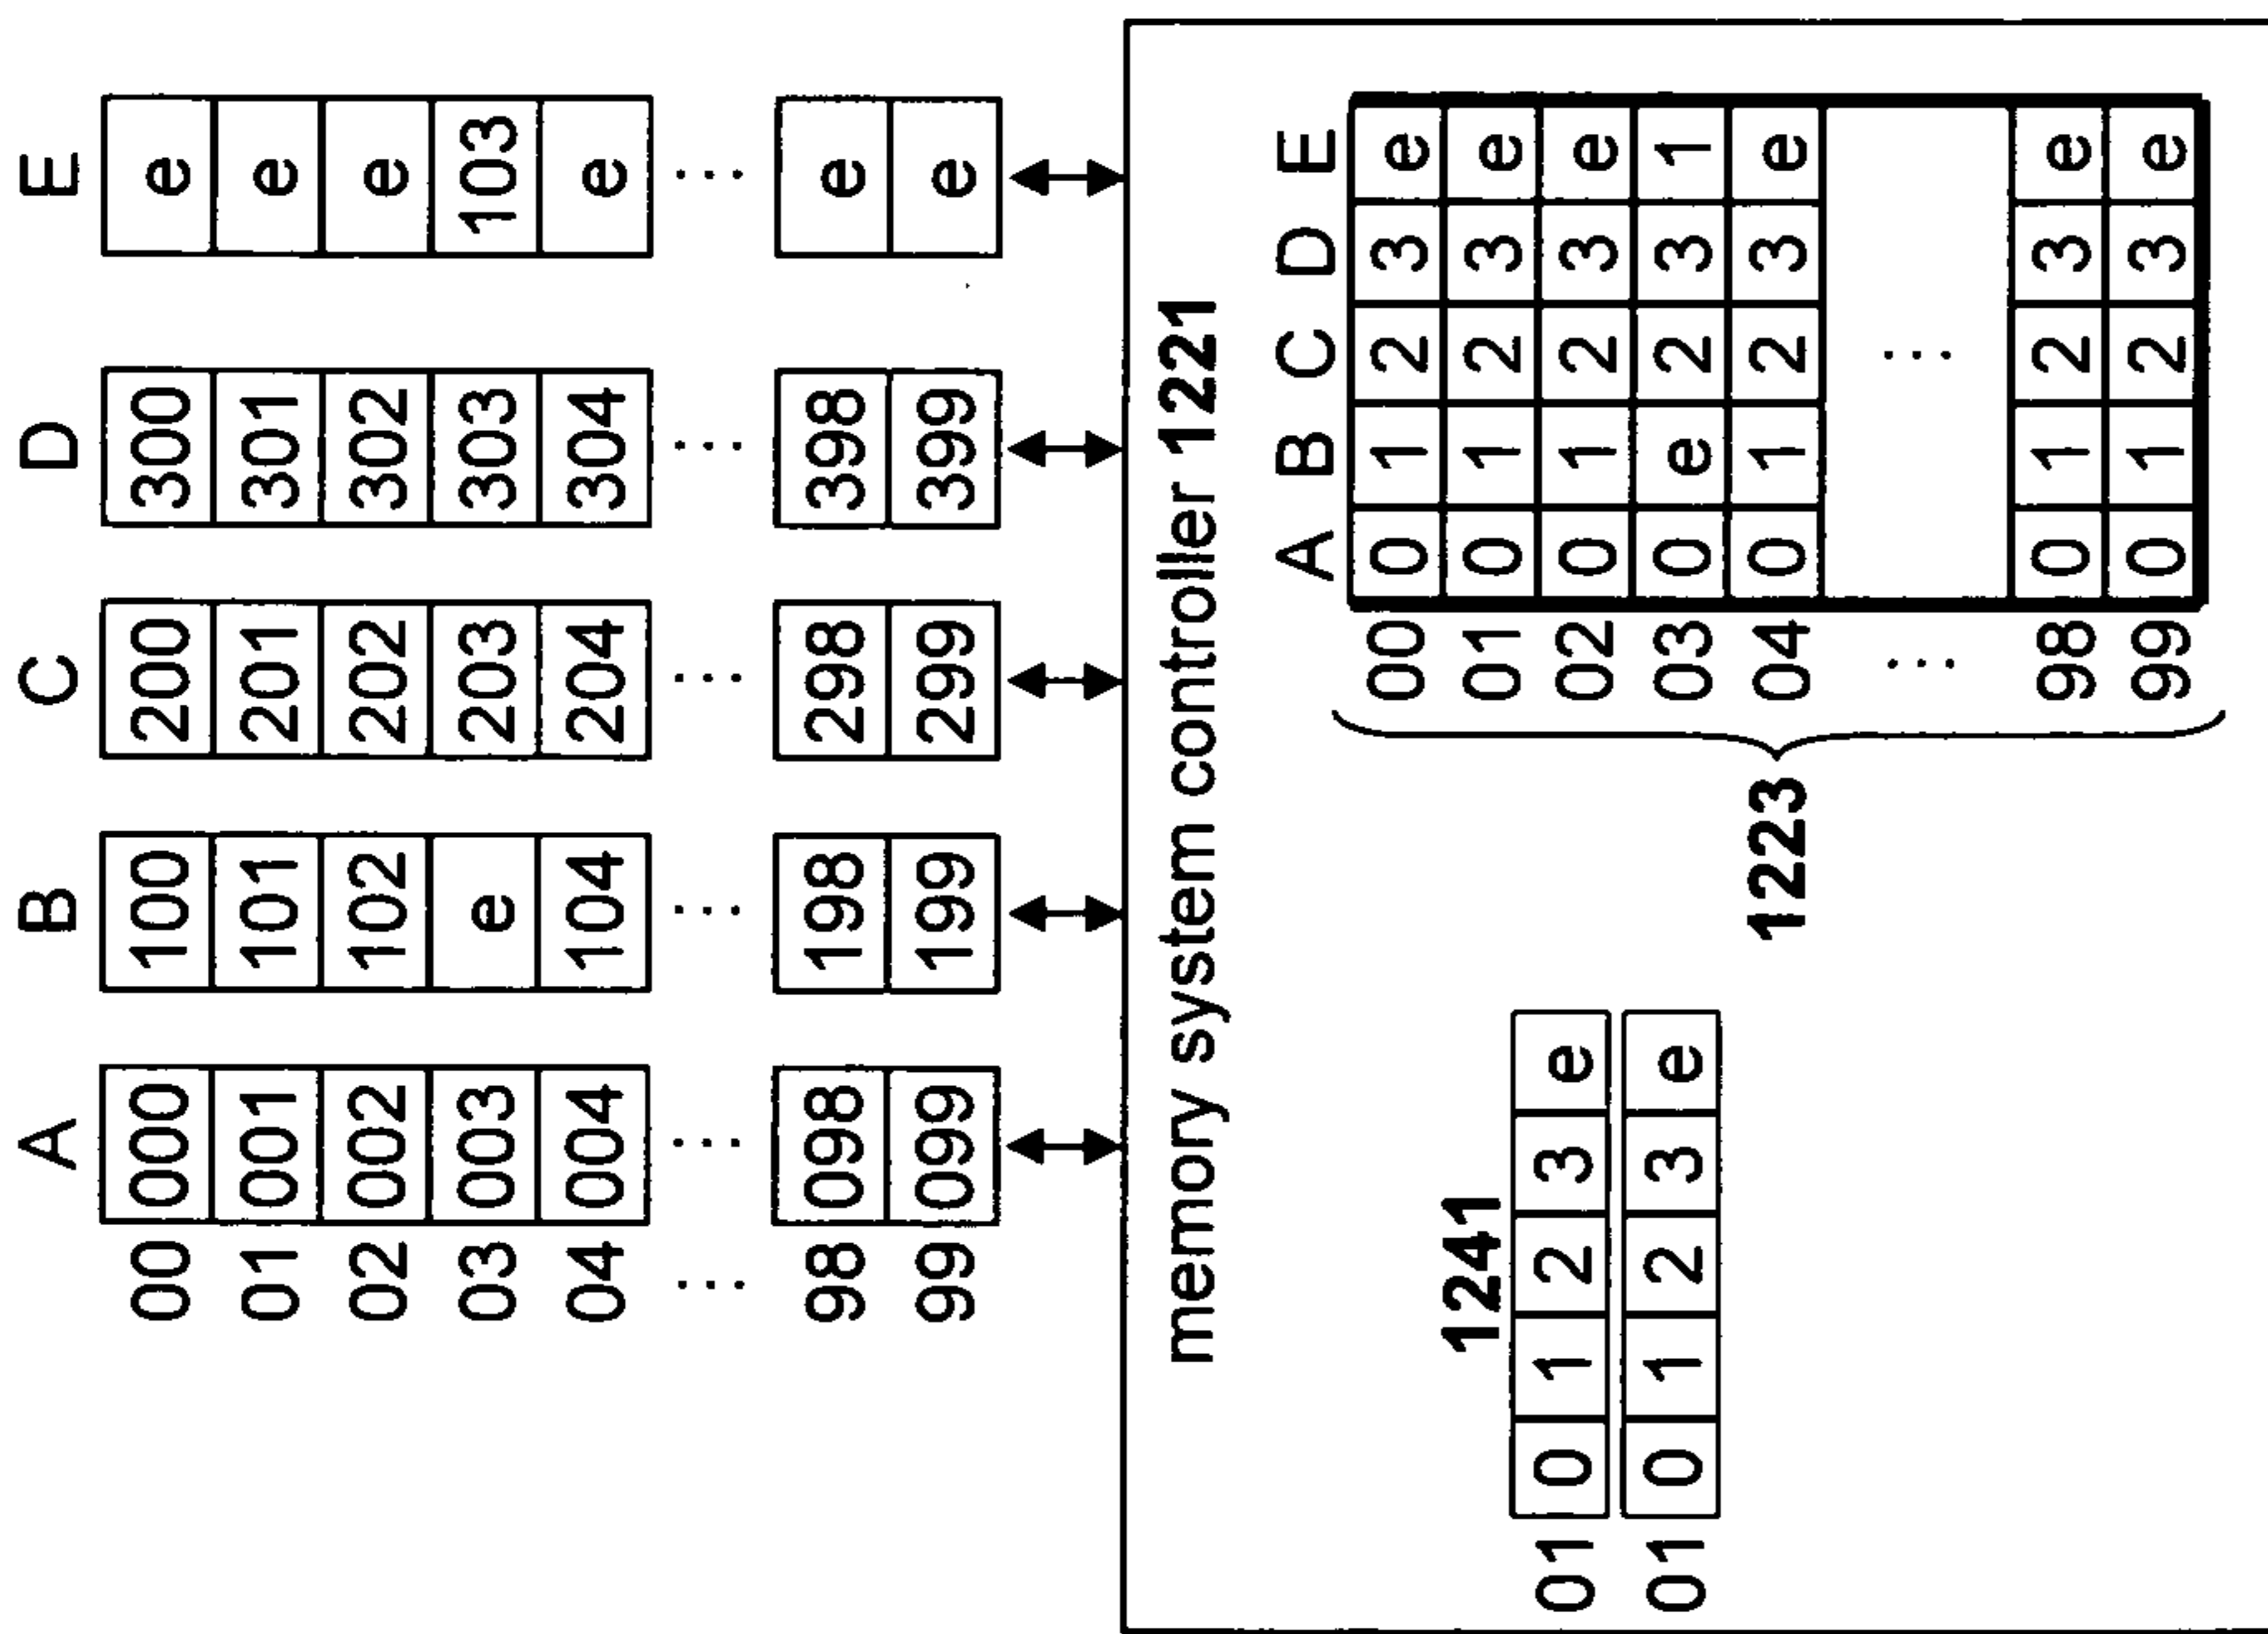 A B C D E
00 000 100 200 300 e
01 001 101 201 301 e
02 002 102 202 302 e
03 003 e 203 303 103
04 004 104 204 304 e
... ... ... ... ... ...
98 098 198 298 398 e
99 099 199 299 399 e
memory system controller 1221
1241
01 0 1 2 3 e
01 0 1 2 3 e
1223
A B C D E
00 0 1 2 3 e
01 0 1 2 3 e
02 0 1 2 3 e
03 0 e 2 3 1
04 0 1 2 3 e
... ...
98 0 1 2 3 e
99 0 1 2 3 e